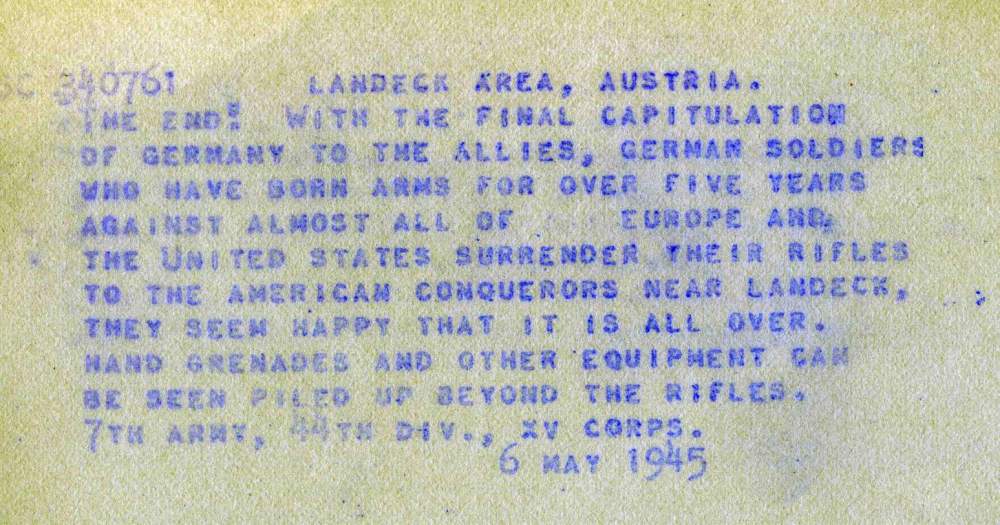 SC 340761 LANDECK AREA, AUSTRIA.
THE END! WITH THE FINAL CAPITULATION
OF GERMANY TO THE ALLIES, GERMAN SOLDIERS
WHO HAVE BORN ARMS FOR OVER FIVE YEARS
AGAINST ALMOST ALL OF EUROPE AND
THE UNITED STATES SURRENDER THEIR RIFLES
TO THE AMERICAN CONQUERORS NEAR LANDECK,
THEY SEEM HAPPY THAT IT IS ALL OVER.
HAND GRENADES AND OTHER EQUIPMENT CAN
BE SEEN PILED UP BEYOND THE RIFLES.
7TH ARMY, 44TH DIV., XV CORPS.
6 MAY 1945